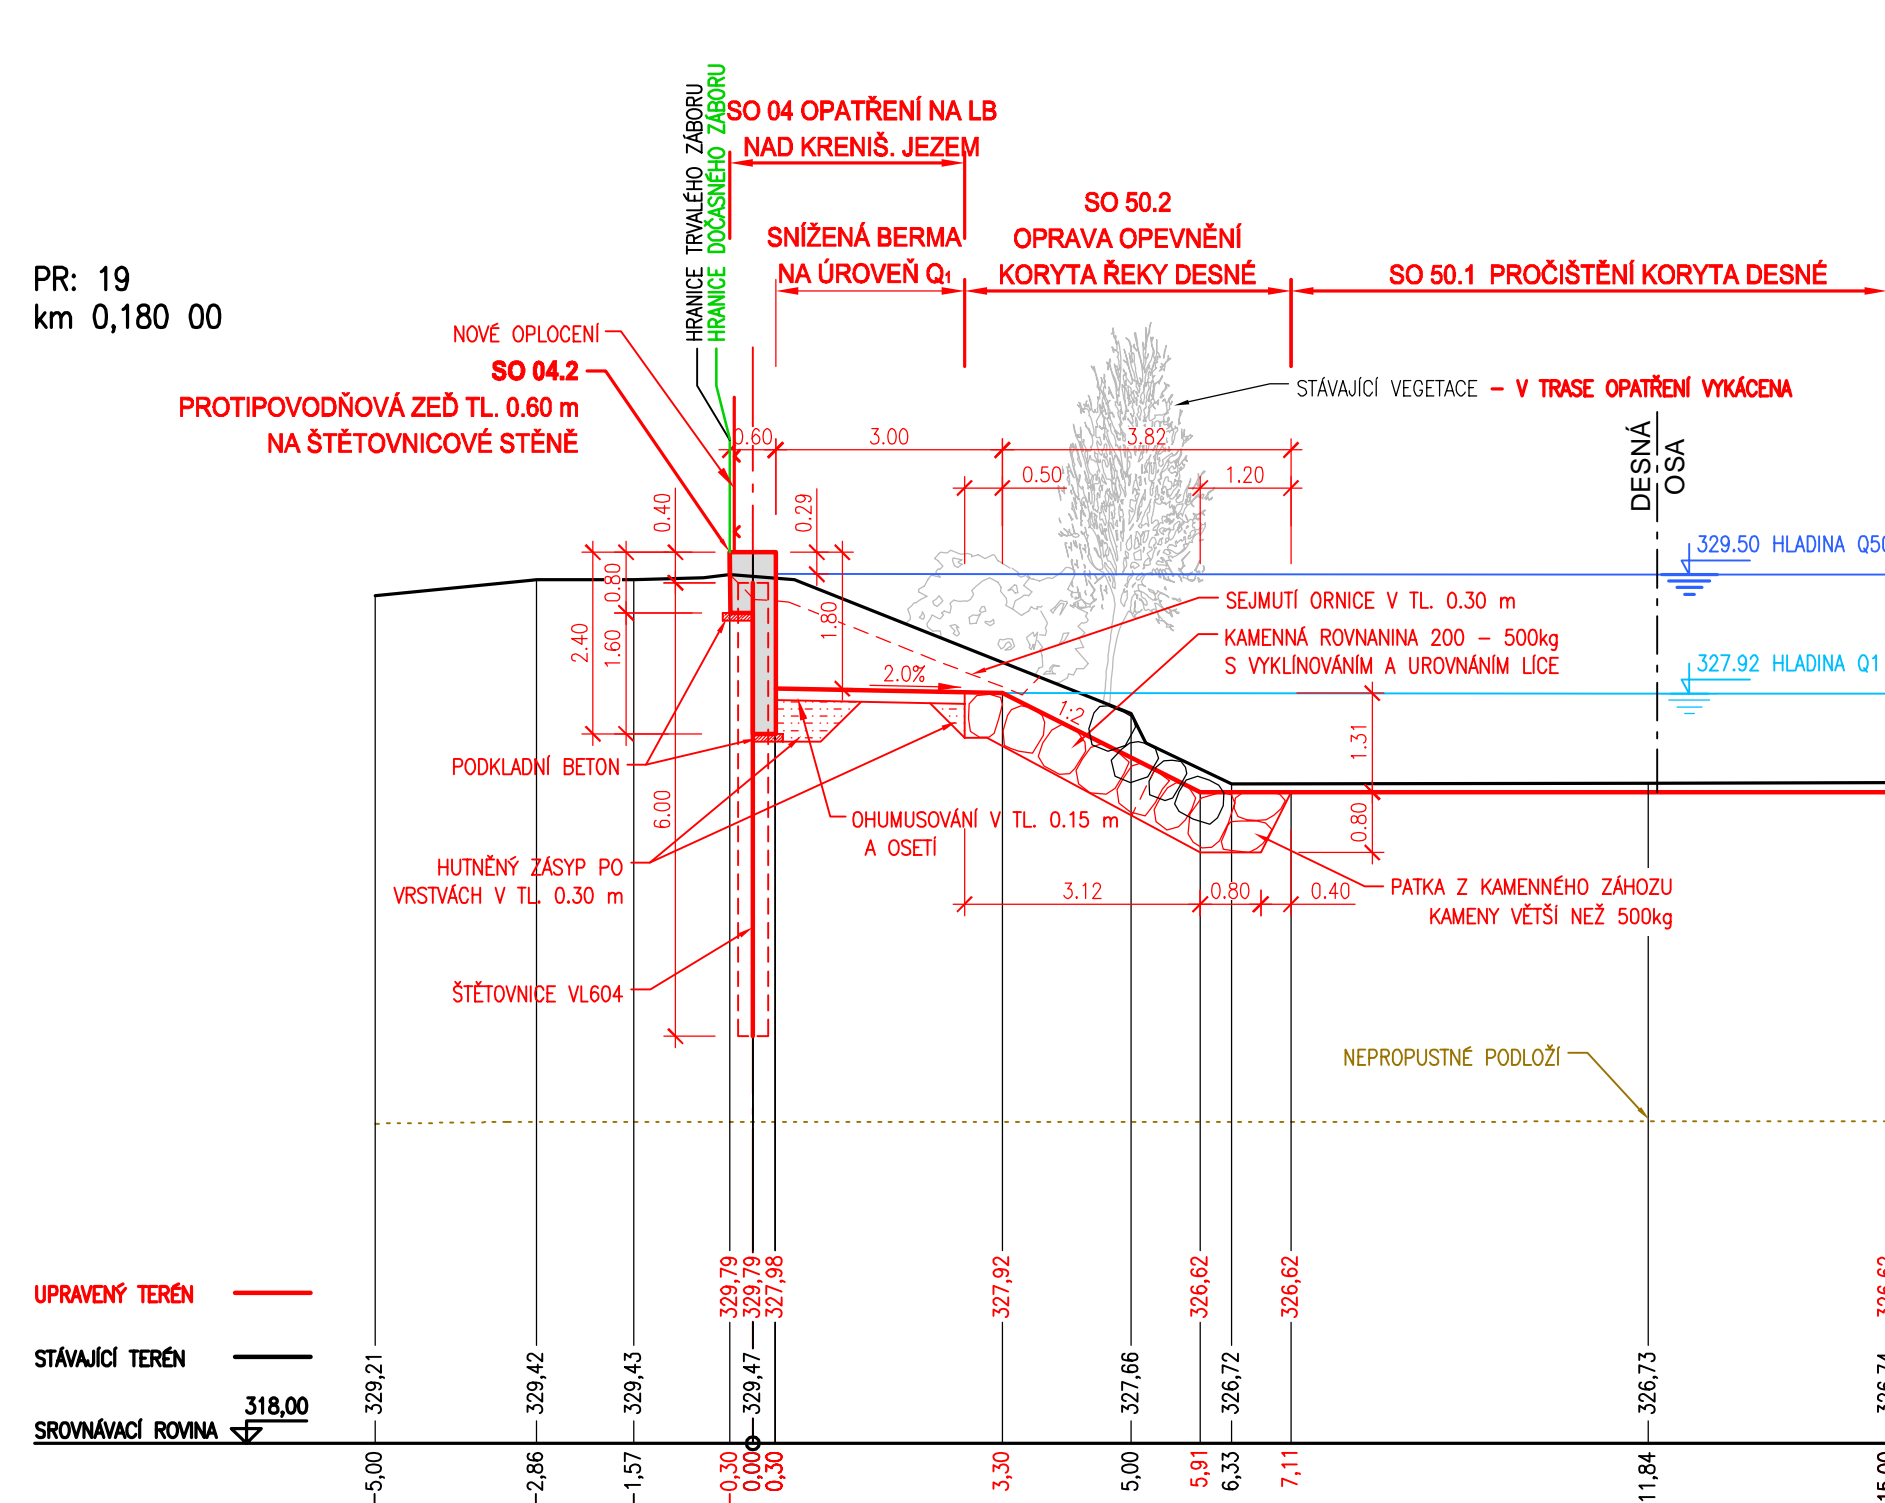 HRANICE TRVALÉHO ZÁBORU
HRANICE DOČASNÉHO ZÁBORU
SO 04 OPATŘENÍ NA LB
NAD KRENIŠ. JEZEM
SNÍŽENÁ BERMA
NA ÚROVEŇ Q1
SO 50.2
OPRAVA OPEVNĚNÍ
KORYTA ŘEKY DESNÉ
SO 50.1 PROČIŠTĚNÍ KORYTA DESNÉ
PR: 19
km 0,180 00
NOVÉ OPLOCENÍ
SO 04.2
PROTIPOVODŇOVÁ ZEĎ TL. 0.60 m
NA ŠTĚTOVNICOVÉ STĚNĚ
STÁVAJÍCÍ VEGETACE – V TRASE OPATŘENÍ VYKÁCENA
DESNÁ
OSA
0.60
3.00
3.82
0.50
1.20
0.40
0.29
0.80
2.40
1.60
1.80
6.00
329.50 HLADINA Q50
327.92 HLADINA Q1
SEJMUTÍ ORNICE V TL. 0.30 m
KAMENNÁ ROVNANINA 200 – 500kg
S VYKLÍNOVÁNÍM A UROVNÁNÍM LÍCE
2.0%
1:2
1.31
0.80
PODKLADNÍ BETON
OHUMUSOVÁNÍ V TL. 0.15 m
A OSETÍ
HUTNĚNÝ ZÁSYP PO
VRSTVÁCH V TL. 0.30 m
3.12
0.80
0.40
PATKA Z KAMENNÉHO ZÁHOZU
KAMENY VĚTŠÍ NEŽ 500kg
ŠTĚTOVNICE VL604
NEPROPUSTNÉ PODLOŽÍ
UPRAVENÝ TERÉN
329,79
329,79
327,98
327,92
326,62
326,62
326,62
STÁVAJÍCÍ TERÉN
329,21
329,42
329,43
329,47
327,66
326,72
326,73
326,74
318,00
SROVNÁVACÍ ROVINA
-5,00
-2,86
-1,57
-0,30
0,00
0,30
3,30
5,00
5,91
6,33
7,11
11,84
15,00